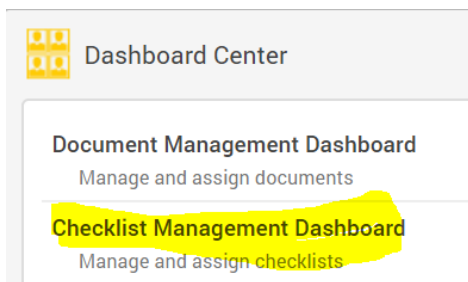 Dashboard Center
Document Management Dashboard
Manage and assign documents
Checklist Management Dashboard
Manage and assign checklists